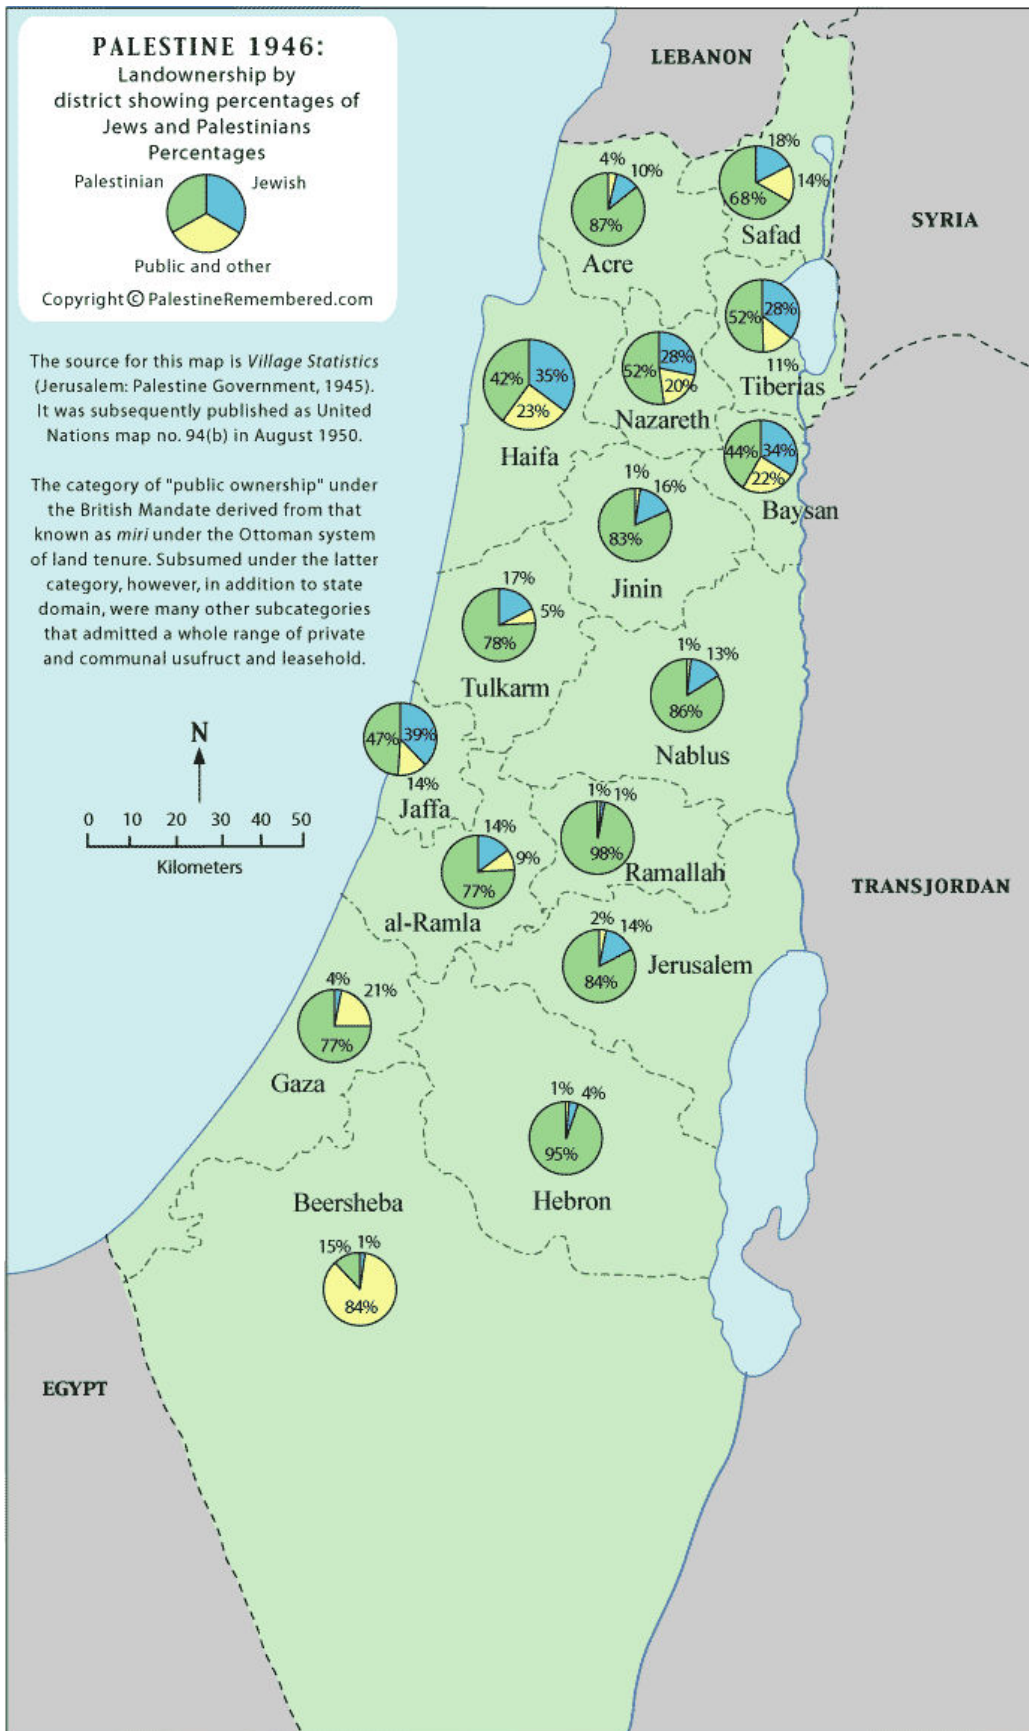 PALESTINE 1946:
Landownership by
district showing percentages of
Jews and Palestinians
Percentages
Palestinian
Jewish
Public and other
Copyright © PalestineRemembered.com
The source for this map is Village Statistics
(Jerusalem: Palestine Government, 1945).
It was subsequently published as United
Nations map no. 94(b) in August 1950.
The category of "public ownership" under
the British Mandate derived from that
known as miri under the Ottoman system
of land tenure. Subsumed under the latter
category, however, in addition to state
domain, were many other subcategories
that admitted a whole range of private
and communal usufruct and leasehold.
N
0 10 20 30 40 50
Kilometers
LEBANON
SYRIA
TRANSJORDAN
EGYPT
4%
10%
87%
Acre
18%
14%
68%
Safad
52%
28%
11%
Tiberias
42%
35%
23%
Haifa
52%
28%
20%
Nazareth
44%
34%
22%
Baysan
1%
16%
83%
Jinin
17%
5%
78%
Tulkarm
1%
13%
86%
Nablus
47%
39%
14%
Jaffa
14%
9%
77%
al-Ramla
1%
1%
98%
Ramallah
2%
14%
84%
Jerusalem
4%
21%
77%
Gaza
1%
4%
95%
Hebron
Beersheba
15%
1%
84%